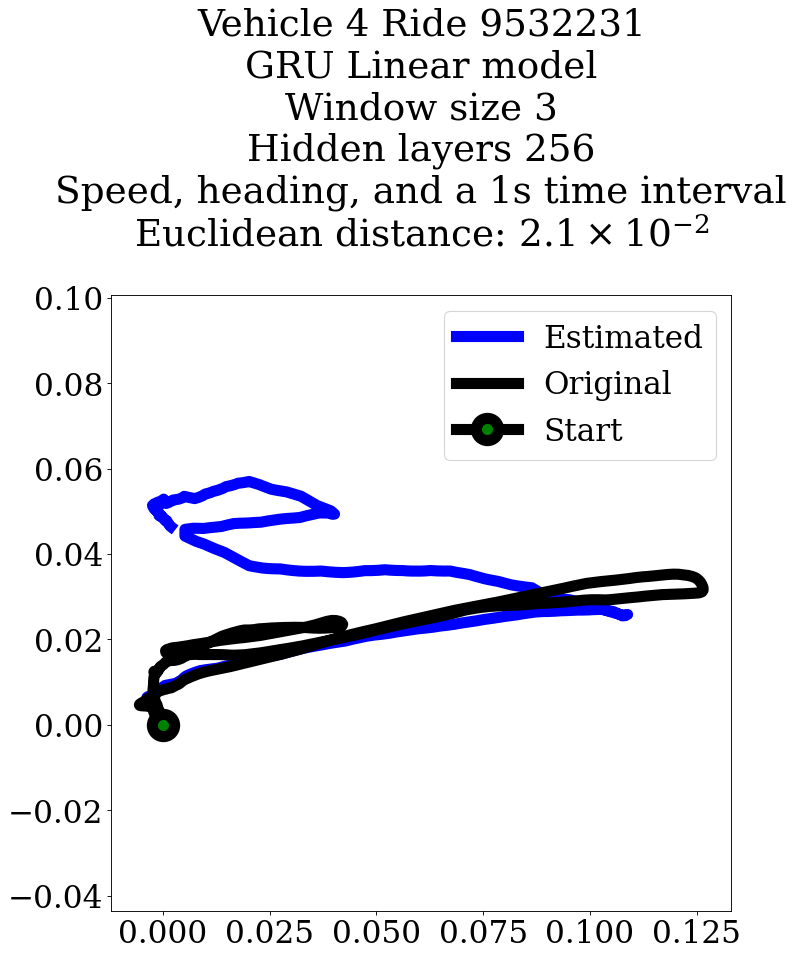 Vehicle 4 Ride 9532231
GRU Linear model
Window size 3
Hidden layers 256
Speed, heading, and a 1s time interval
Euclidean distance: 2.1 × 10⁻²
Estimated
Original
Start
0.10
0.08
0.06
0.04
0.02
0.00
−0.02
−0.04
0.000 0.025 0.050 0.075 0.100 0.125